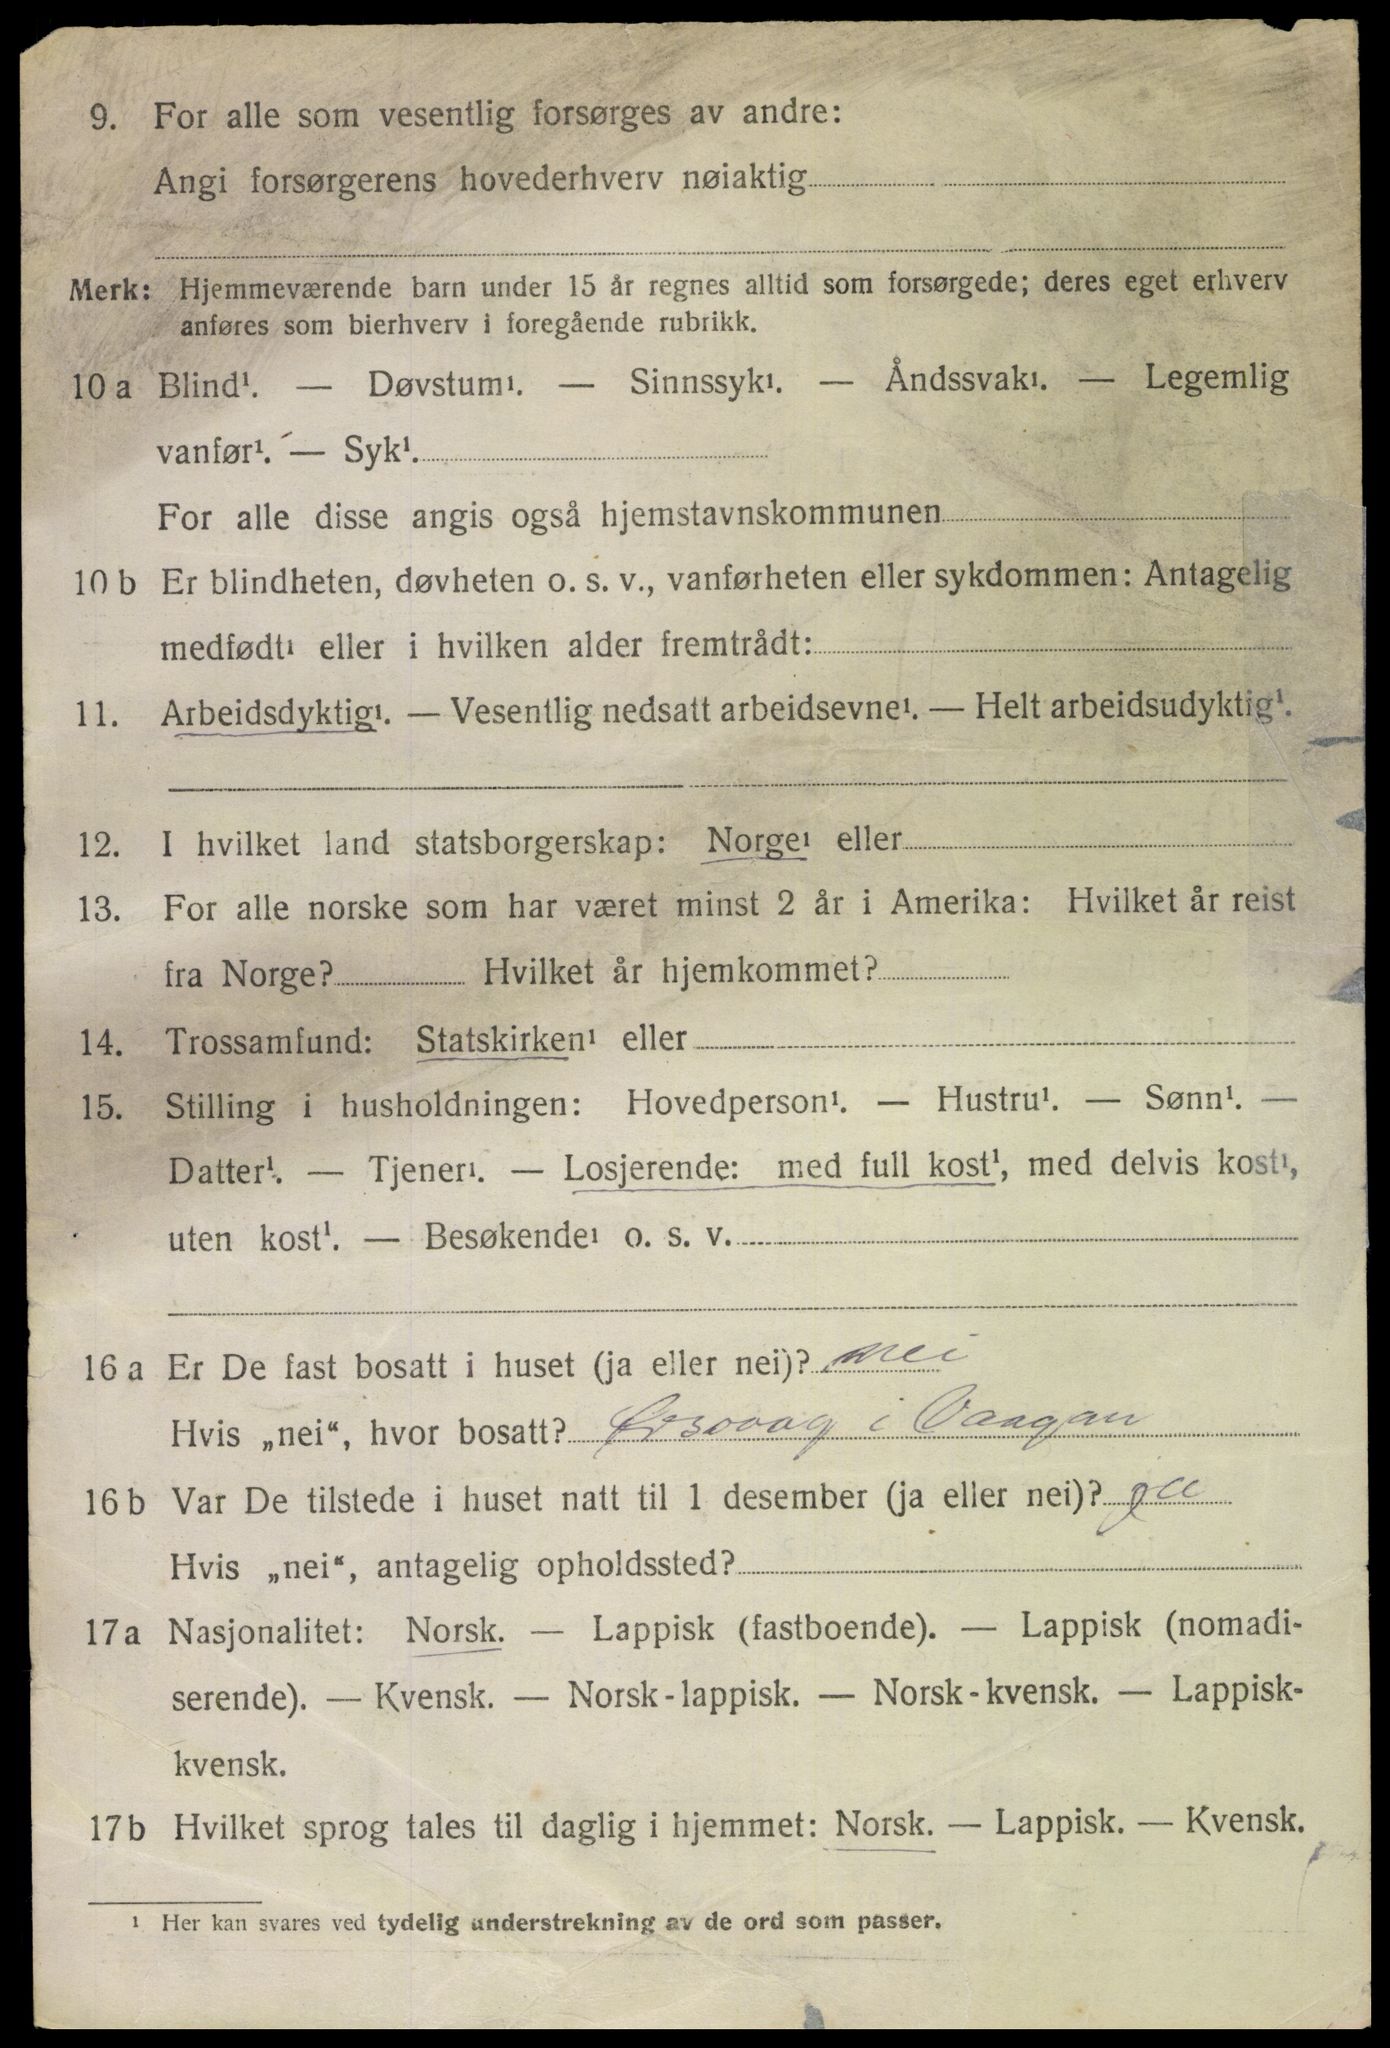 9. For alle som vesentlig forsørges av andre:
Angi forsørgerens hovederhverv nøiaktig
Merk: Hjemmeværende barn under 15 år regnes alltid som forsørgede; deres eget erhverv
anføres som bierhverv i foregående rubrikk.
10 a Blind¹. — Døvstum¹. — Sinnssyk¹. — Åndssvak¹. — Legemlig
vanfør¹. — Syk¹.
For alle disse angis også hjemstavnskommunen
10 b Er blindheten, døvheten o. s. v., vanførheten eller sykdommen: Antagelig
medfødt¹ eller i hvilken alder fremtrådt:
11. Arbeidsdyktig¹. — Vesentlig nedsatt arbeidsevne¹. — Helt arbeidsudyktig¹.
12. I hvilket land statsborgerskap: Norge¹ eller
13. For alle norske som har været minst 2 år i Amerika: Hvilket år reist
fra Norge? Hvilket år hjemkommet?
14. Trossamfund: Statskirken¹ eller
15. Stilling i husholdningen: Hovedperson¹. — Hustru¹. — Sønn¹. —
Datter¹. — Tjener¹. — Losjerende: med full kost¹, med delvis kost¹,
uten kost¹. — Besøkende¹ o. s. v.
16 a Er De fast bosatt i huset (ja eller nei)? nei
Hvis „nei“, hvor bosatt? i Vaagan
16 b Var De tilstede i huset natt til 1 desember (ja eller nei)? ja
Hvis „nei“, antagelig opholdssted?
17 a Nasjonalitet: Norsk. — Lappisk (fastboende). — Lappisk (nomadi-
serende). — Kvensk. — Norsk-lappisk. — Norsk-kvensk. — Lappisk-
kvensk.
17 b Hvilket sprog tales til daglig i hjemmet: Norsk. — Lappisk. — Kvensk.
¹ Her kan svares ved tydelig understrekning av de ord som passer.